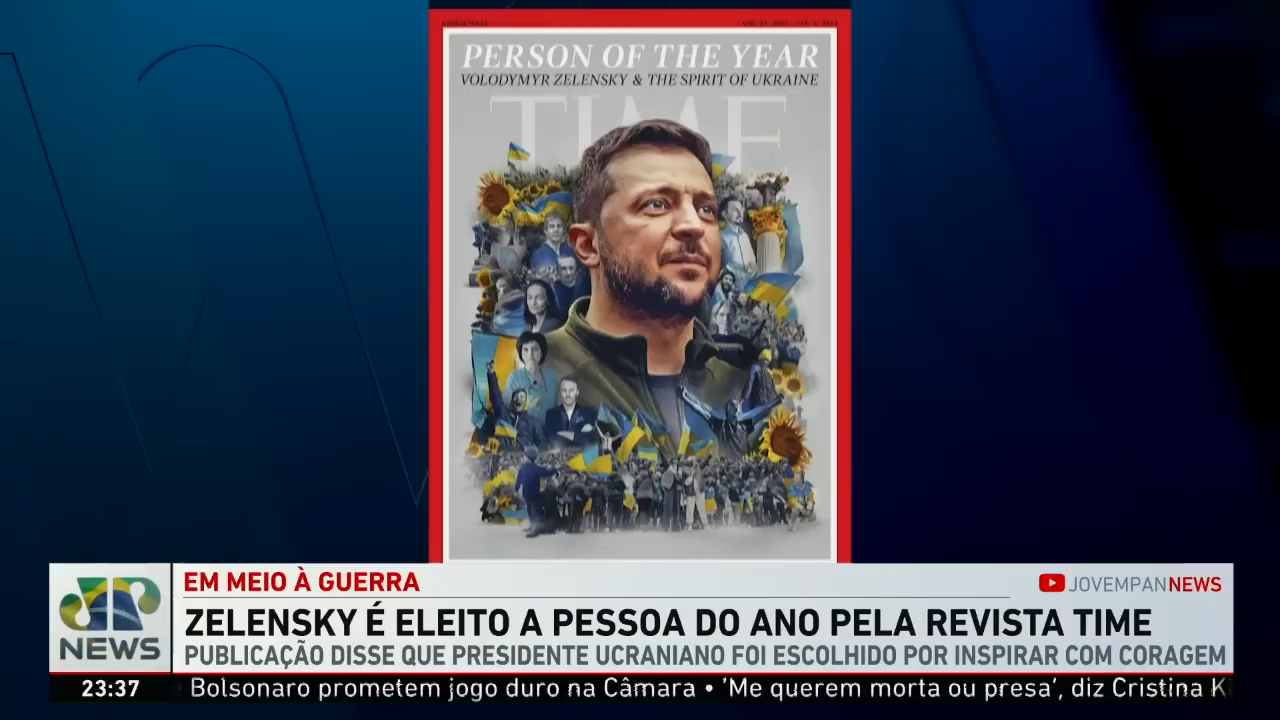 PERSON OF THE YEAR
VOLODYMYR ZELENSKY & THE SPIRIT OF UKRAINE
TIME
EM MEIO À GUERRA
JOVEMPANNEWS
JP
NEWS
ZELENSKY É ELEITO A PESSOA DO ANO PELA REVISTA TIME
PUBLICAÇÃO DISSE QUE PRESIDENTE UCRANIANO FOI ESCOLHIDO POR INSPIRAR COM CORAGEM
23:37
Bolsonaro prometem jogo duro na Câmara • 'Me querem morta ou presa', diz Cristina K